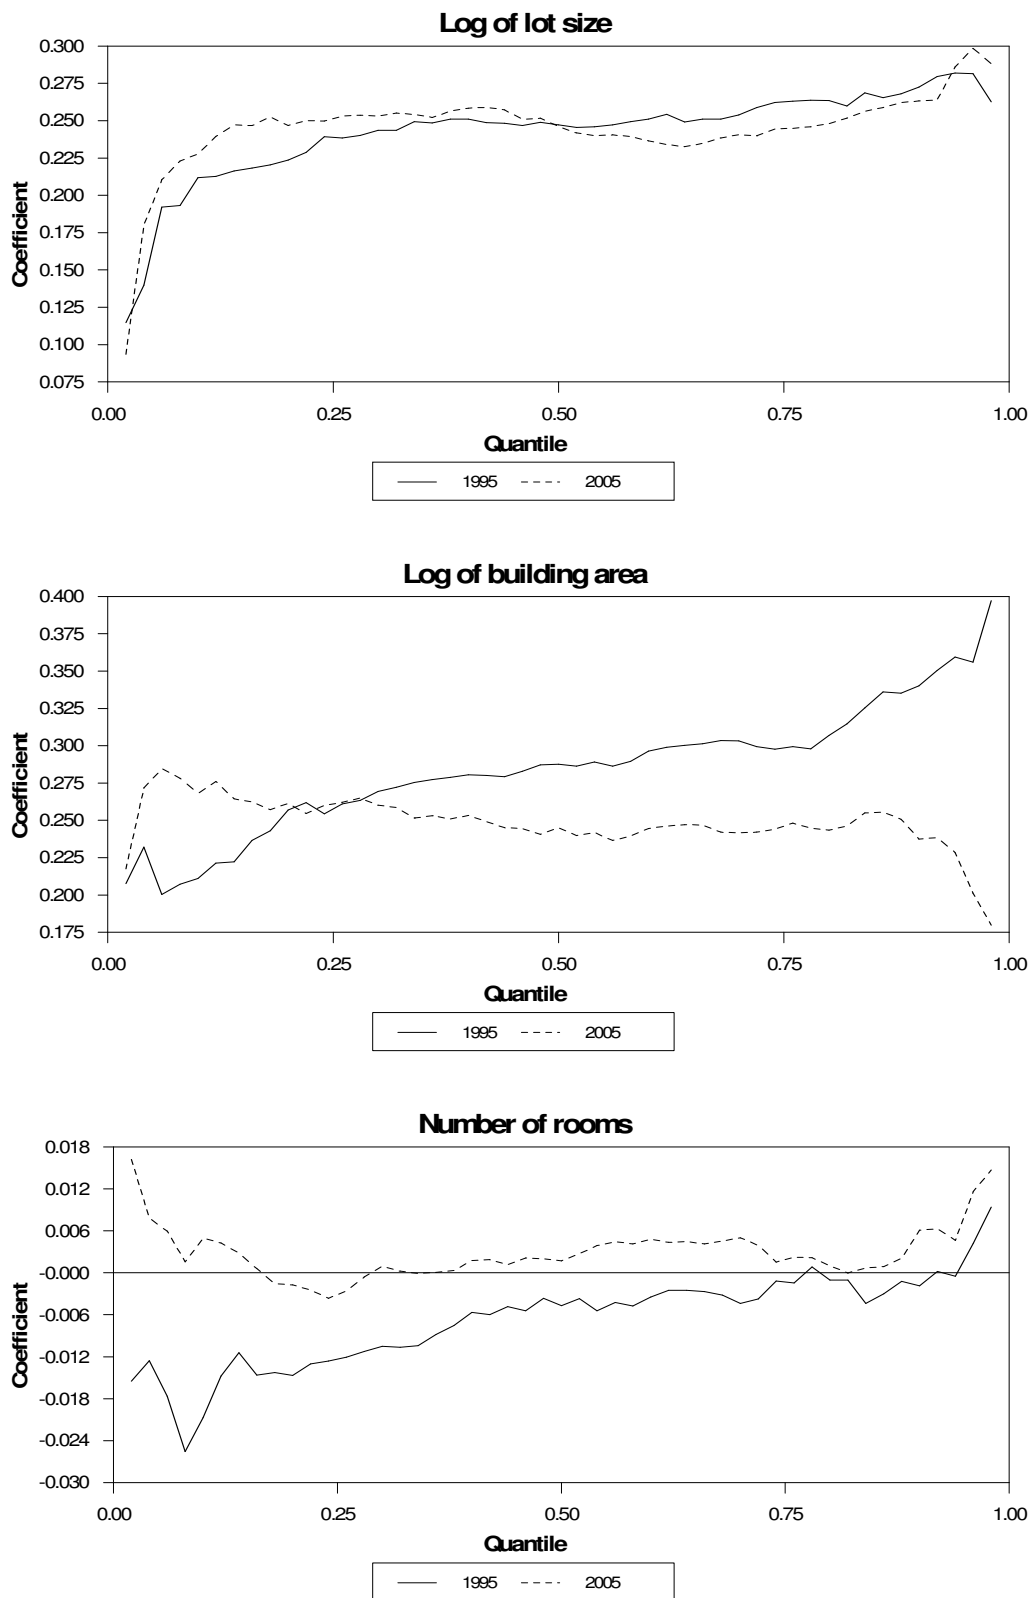 Log of lot size
0.300
0.275
0.250
0.225
0.200
0.175
0.150
0.125
0.100
0.075
Coefficient
0.00 0.25 0.50 0.75 1.00
Quantile
1995 2005
Log of building area
0.400
0.375
0.350
0.325
0.300
0.275
0.250
0.225
0.200
0.175
Coefficient
0.00 0.25 0.50 0.75 1.00
Quantile
1995 2005
Number of rooms
0.018
0.012
0.006
-0.000
-0.006
-0.012
-0.018
-0.024
-0.030
Coefficient
0.00 0.25 0.50 0.75 1.00
Quantile
1995 2005